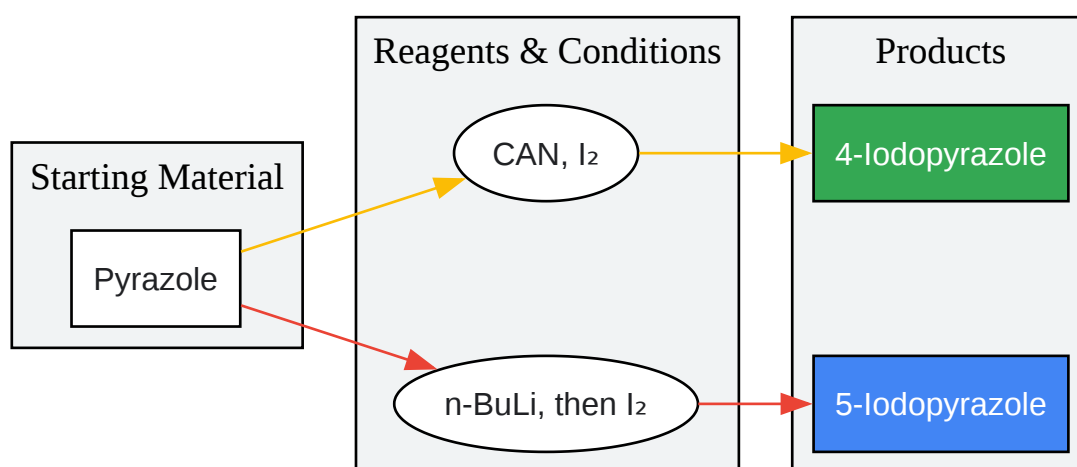 Starting Material
Pyrazole
Reagents & Conditions
CAN, I₂
n-BuLi, then I₂
Products
4-Iodopyrazole
5-Iodopyrazole